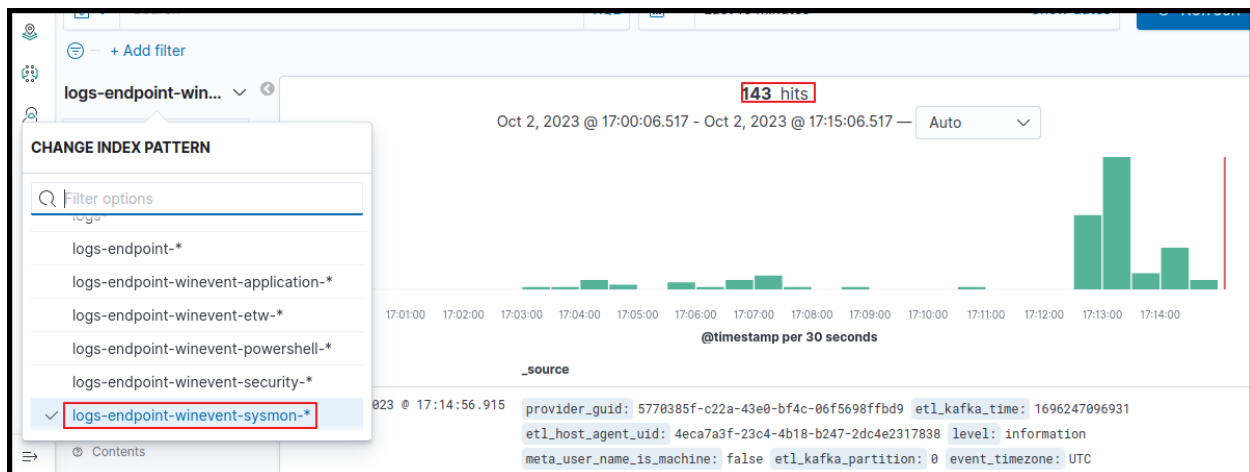 + Add filter
logs-endpoint-win...
143 hits
Oct 2, 2023 @ 17:00:06.517 - Oct 2, 2023 @ 17:15:06.517 — Auto
CHANGE INDEX PATTERN
Filter options
logs-endpoint-*
logs-endpoint-winevent-application-*
logs-endpoint-winevent-etw-*
logs-endpoint-winevent-powershell-*
logs-endpoint-winevent-security-*
logs-endpoint-winevent-sysmon-*
Contents
17:01:00 17:02:00 17:03:00 17:04:00 17:05:00 17:06:00 17:07:00 17:08:00 17:09:00 17:10:00 17:11:00 17:12:00 17:13:00 17:14:00
@timestamp per 30 seconds
_source
023 @ 17:14:56.915
provider_guid: 5770385f-c22a-43e0-bf4c-06f5698ffbd9 etl_kafka_time: 1696247096931
etl_host_agent_uid: 4eca7a3f-23c4-4b18-b247-2dc4e2317838 level: information
meta_user_name_is_machine: false etl_kafka_partition: 0 event_timezone: UTC